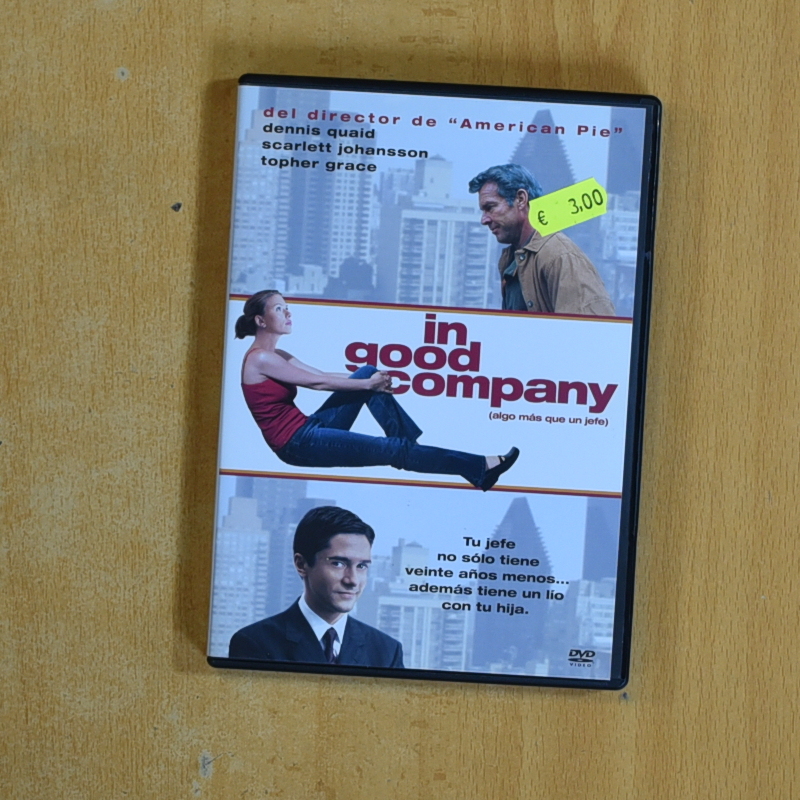 del director de “American Pie”
dennis quaid
scarlett johansson
topher grace
€ 3,00
in
good
company
(algo más que un jefe)
Tu jefe
no sólo tiene
veinte años menos...
además tiene un lío
con tu hija.
DVD
VIDEO